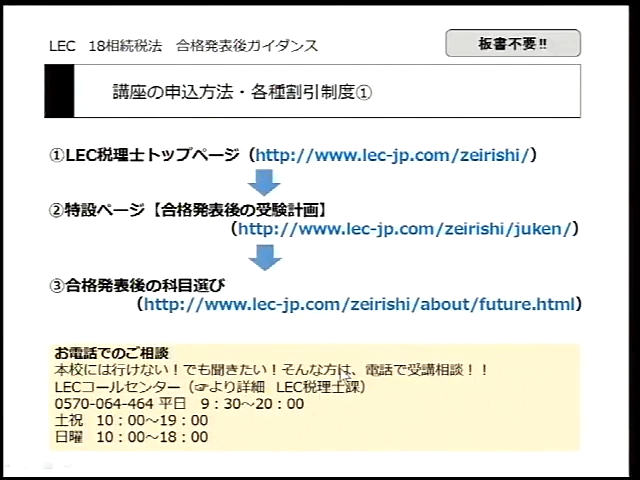 LEC 18相続税法 合格発表後ガイダンス
板書不要!!
講座の申込方法・各種割引制度①
①LEC税理士トップページ（http://www.lec-jp.com/zeirishi/）
②特設ページ【合格発表後の受験計画】
（http://www.lec-jp.com/zeirishi/juken/）
③合格発表後の科目選び
（http://www.lec-jp.com/zeirishi/about/future.html）
お電話でのご相談
本校には行けない！でも聞きたい！そんな方は、電話で受講相談！！
LECコールセンター（☞より詳細 LEC税理士課）
0570-064-464 平日 9：30～20：00
土祝 10：00～19：00
日曜 10：00～18：00